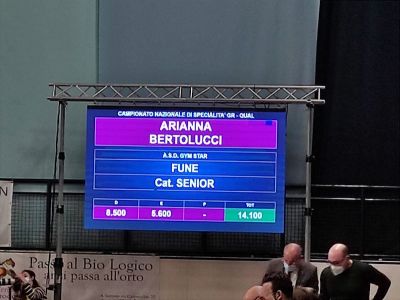 CAMPIONATO NAZIONALE DI SPECIALITA' GR - QUAL
ARIANNA
BERTOLUCCI
A.S.D. GYM STAR
FUNE
Cat. SENIOR
D E P TOT
8.500 5.600 - 14.100
Passa al Bio Logico
anzi passa all'orto